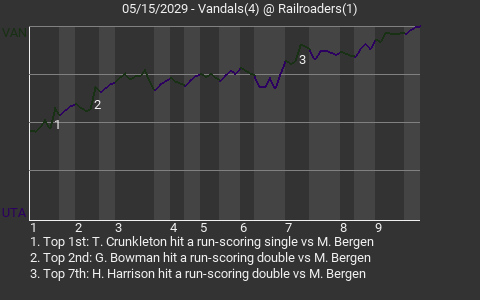 05/15/2029 - Vandals(4) @ Railroaders(1)
VAN
3
2
1
UTA
1 2 3 4 5 6 7 8 9
1. Top 1st: T. Crunkleton hit a run-scoring single vs M. Bergen
2. Top 2nd: G. Bowman hit a run-scoring double vs M. Bergen
3. Top 7th: H. Harrison hit a run-scoring double vs M. Bergen